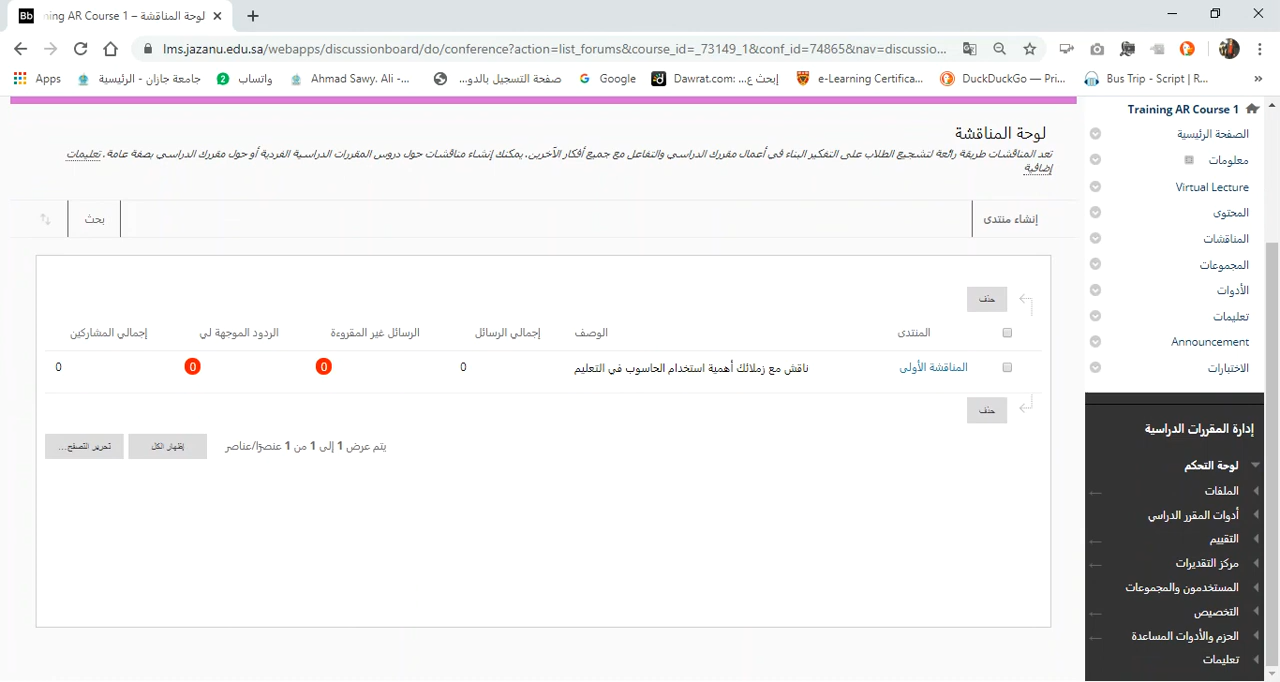 لوحة المناقشة – Training AR Course 1
lms.jazanu.edu.sa/webapps/discussionboard/do/conference?action=list_forums&course_id=_73149_1&conf_id=74865&nav=discussio...
Apps
جامعة جازان - الرئيسية
واتساب
Ahmad Sawy. Al -...
صفحة التسجيل بالدو...
Google
Dawrat.com: ...إبحث ع
e-Learning Certifica...
DuckDuckGo — Pri...
Bus Trip - Script | R...
»
لوحة المناقشة
تعد المناقشات طريقة رائعة لتشجيع الطلاب على التفكير البناء في أعمال مقررك الدراسي والتفاعل مع جميع أفكار الآخرين. يمكنك إنشاء مناقشات حول دروس المقررات الدراسية الفردية أو حول مقررك الدراسي بصفة عامة. تعليمات
إضافية
إنشاء منتدى
بحث
حذف
المنتدى الوصف إجمالي الرسائل الرسائل غير المقروءة الردود الموجهة لي إجمالي المشاركين
المناقشة الأولى ناقش مع زملائك أهمية استخدام الحاسوب في التعليم 0 0 0 0
حذف
يتم عرض 1 إلى 1 من 1 عنصرًا/عناصر إظهار الكل تحرير التصفح...
Training AR Course 1
الصفحة الرئيسية
معلومات
Virtual Lecture
المحتوى
المناقشات
المجموعات
الأدوات
تعليمات
Announcement
الاختبارات
إدارة المقررات الدراسية
لوحة التحكم
الملفات
أدوات المقرر الدراسي
التقييم
مركز التقديرات
المستخدمون والمجموعات
التخصيص
الحزم والأدوات المساعدة
تعليمات